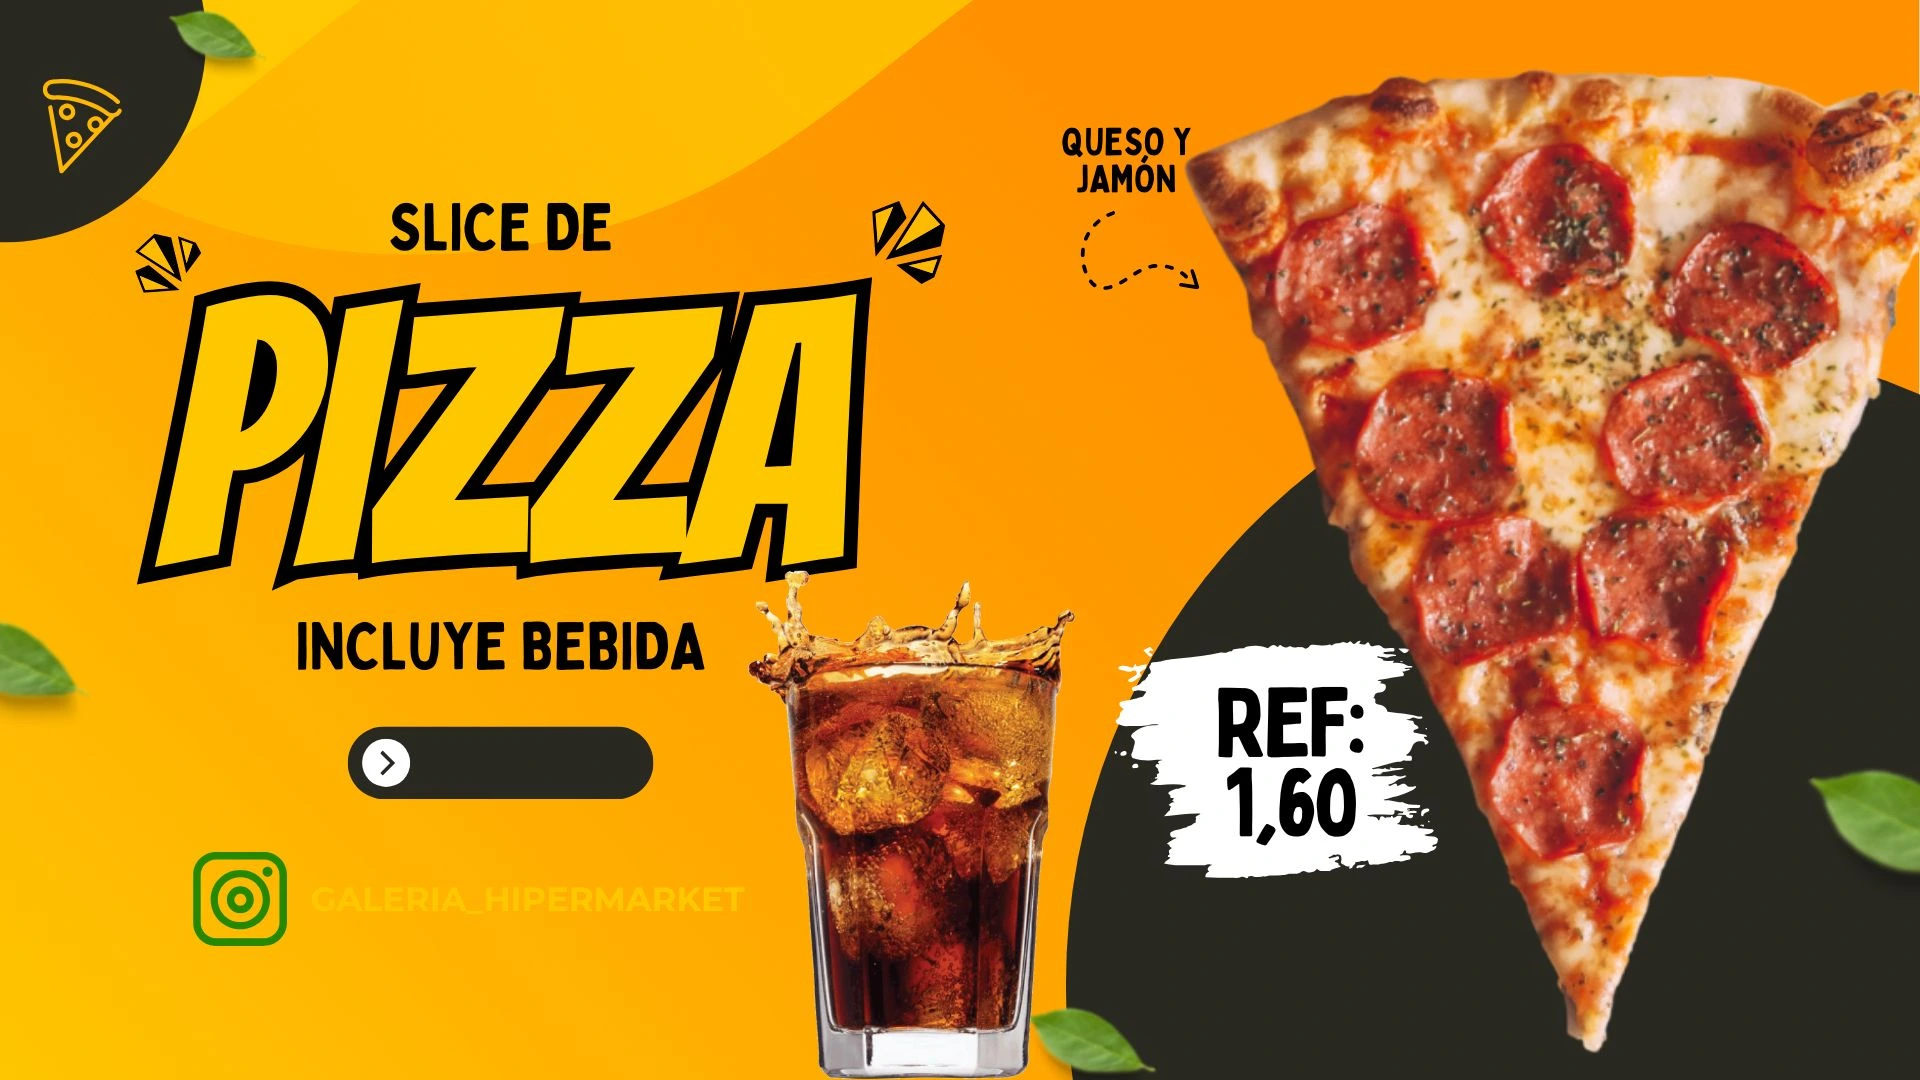 SLICE DE
PIZZA
INCLUYE BEBIDA
GALERIA_HIPERMARKET
QUESO Y
JAMÓN
REF:
1,60